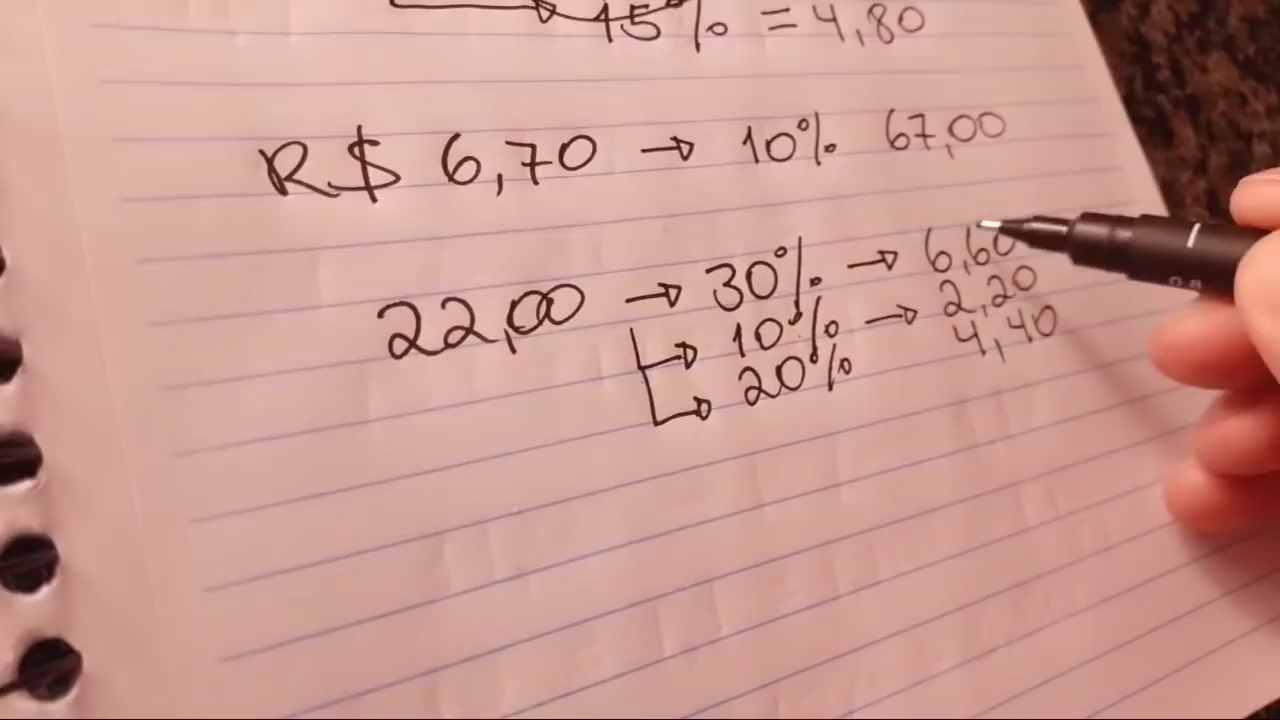 15% = 4,80
R$ 6,70 → 10% 67,00
22,00 → 30% → 6,60
10% → 2,20
20% 4,40